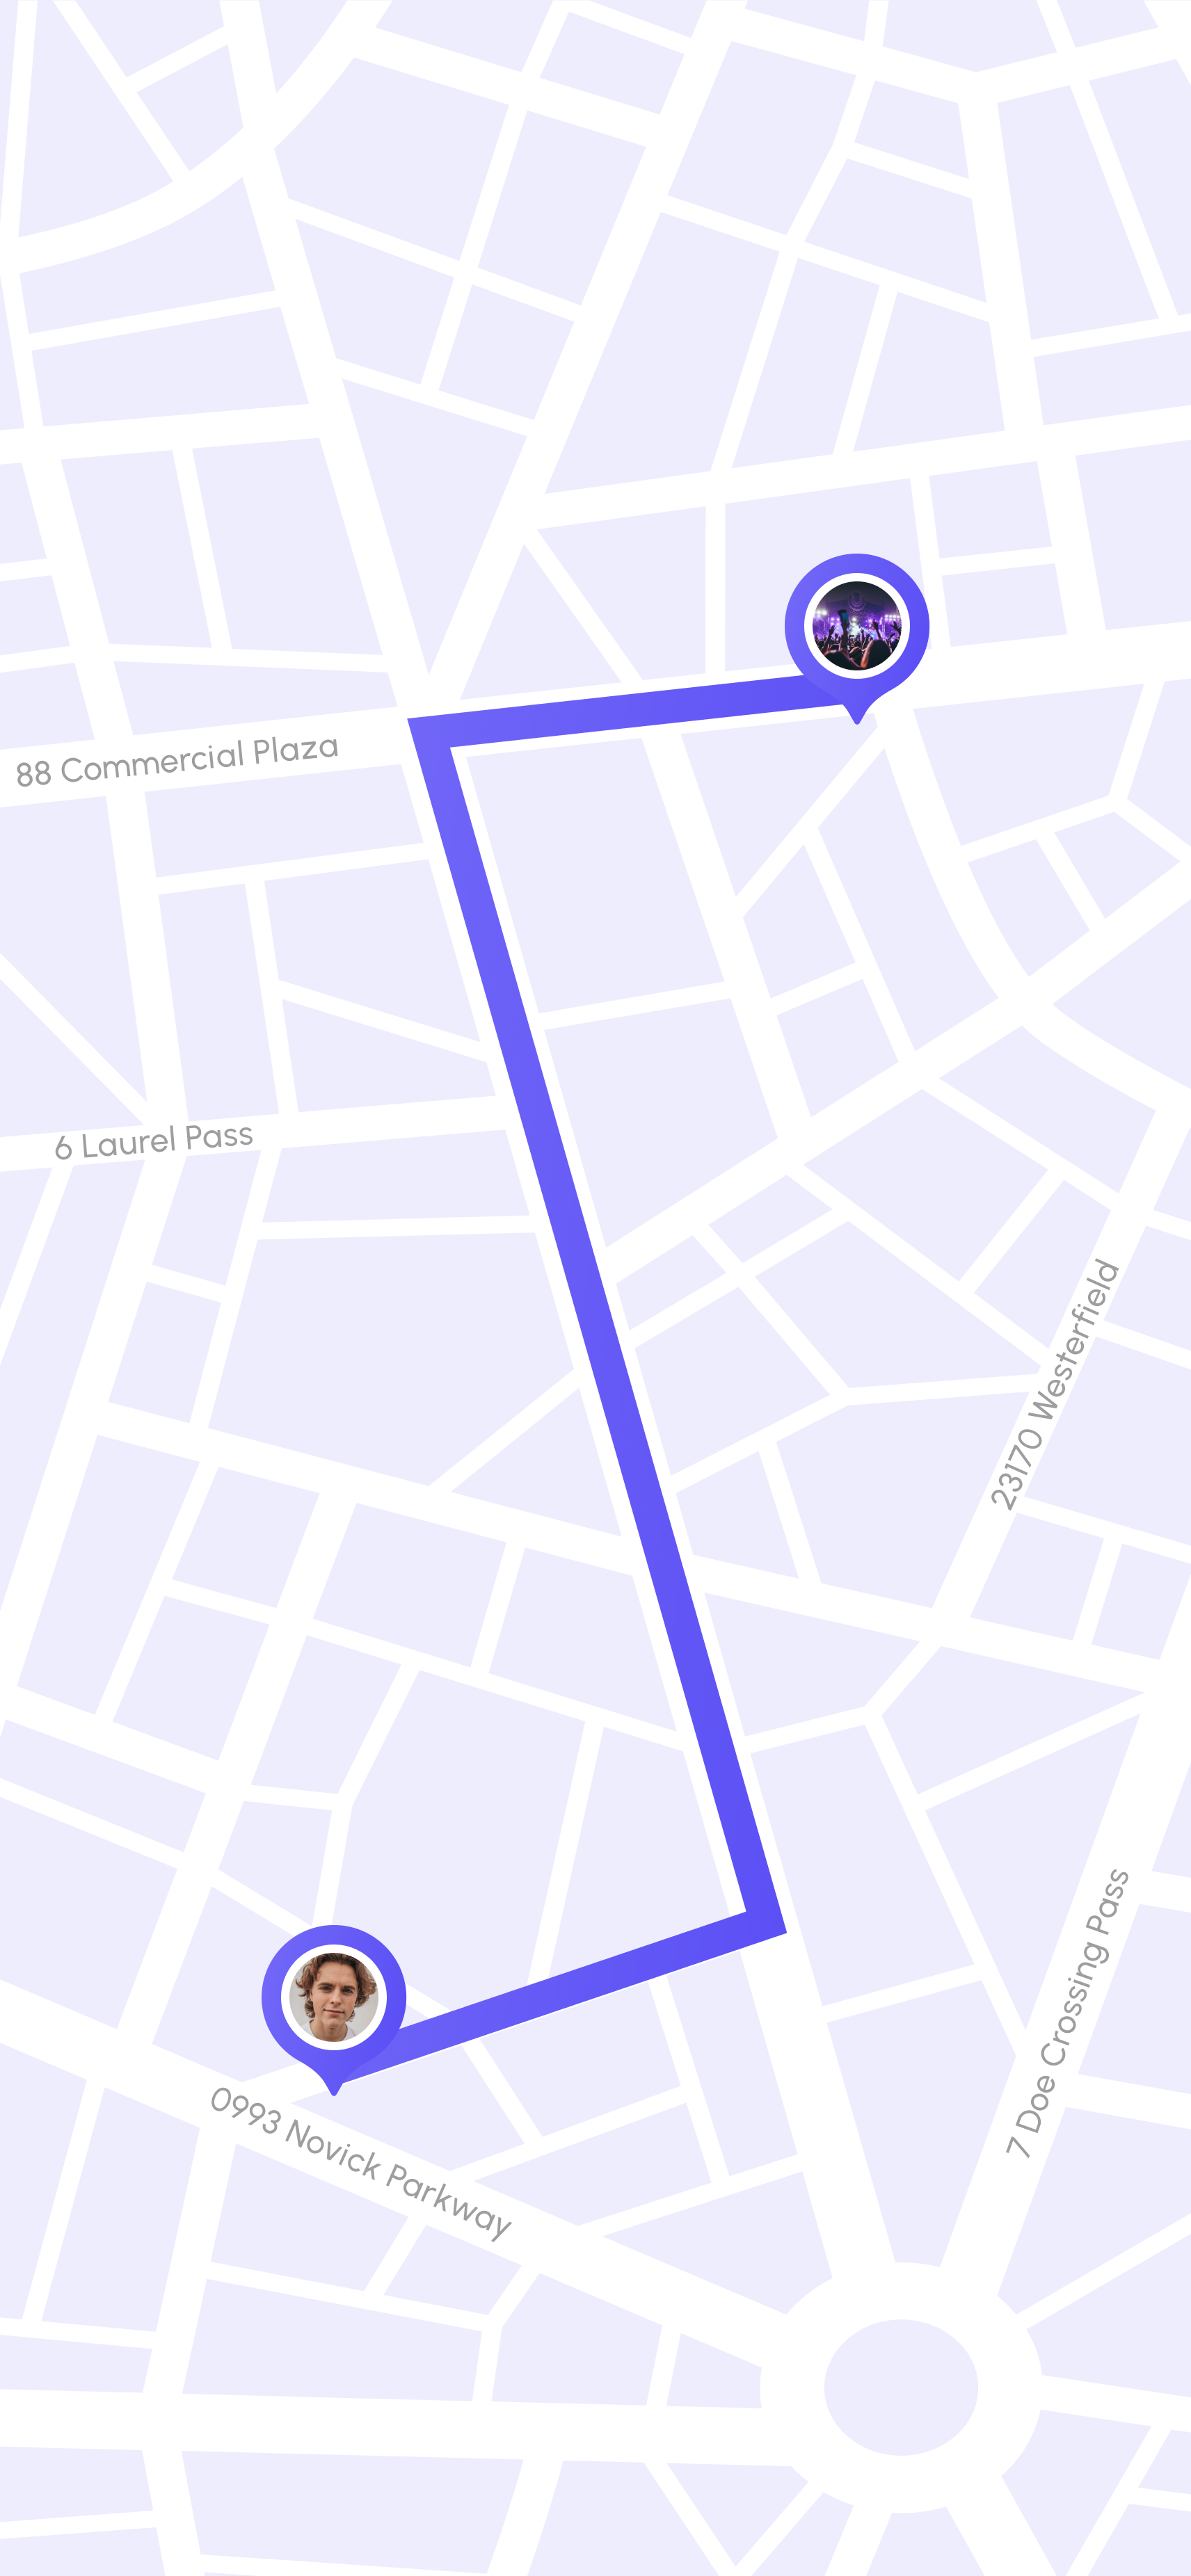 88 Commercial Plaza
6 Laurel Pass
23170 Westerfield
7 Doe Crossing Pass
0993 Novick Parkway